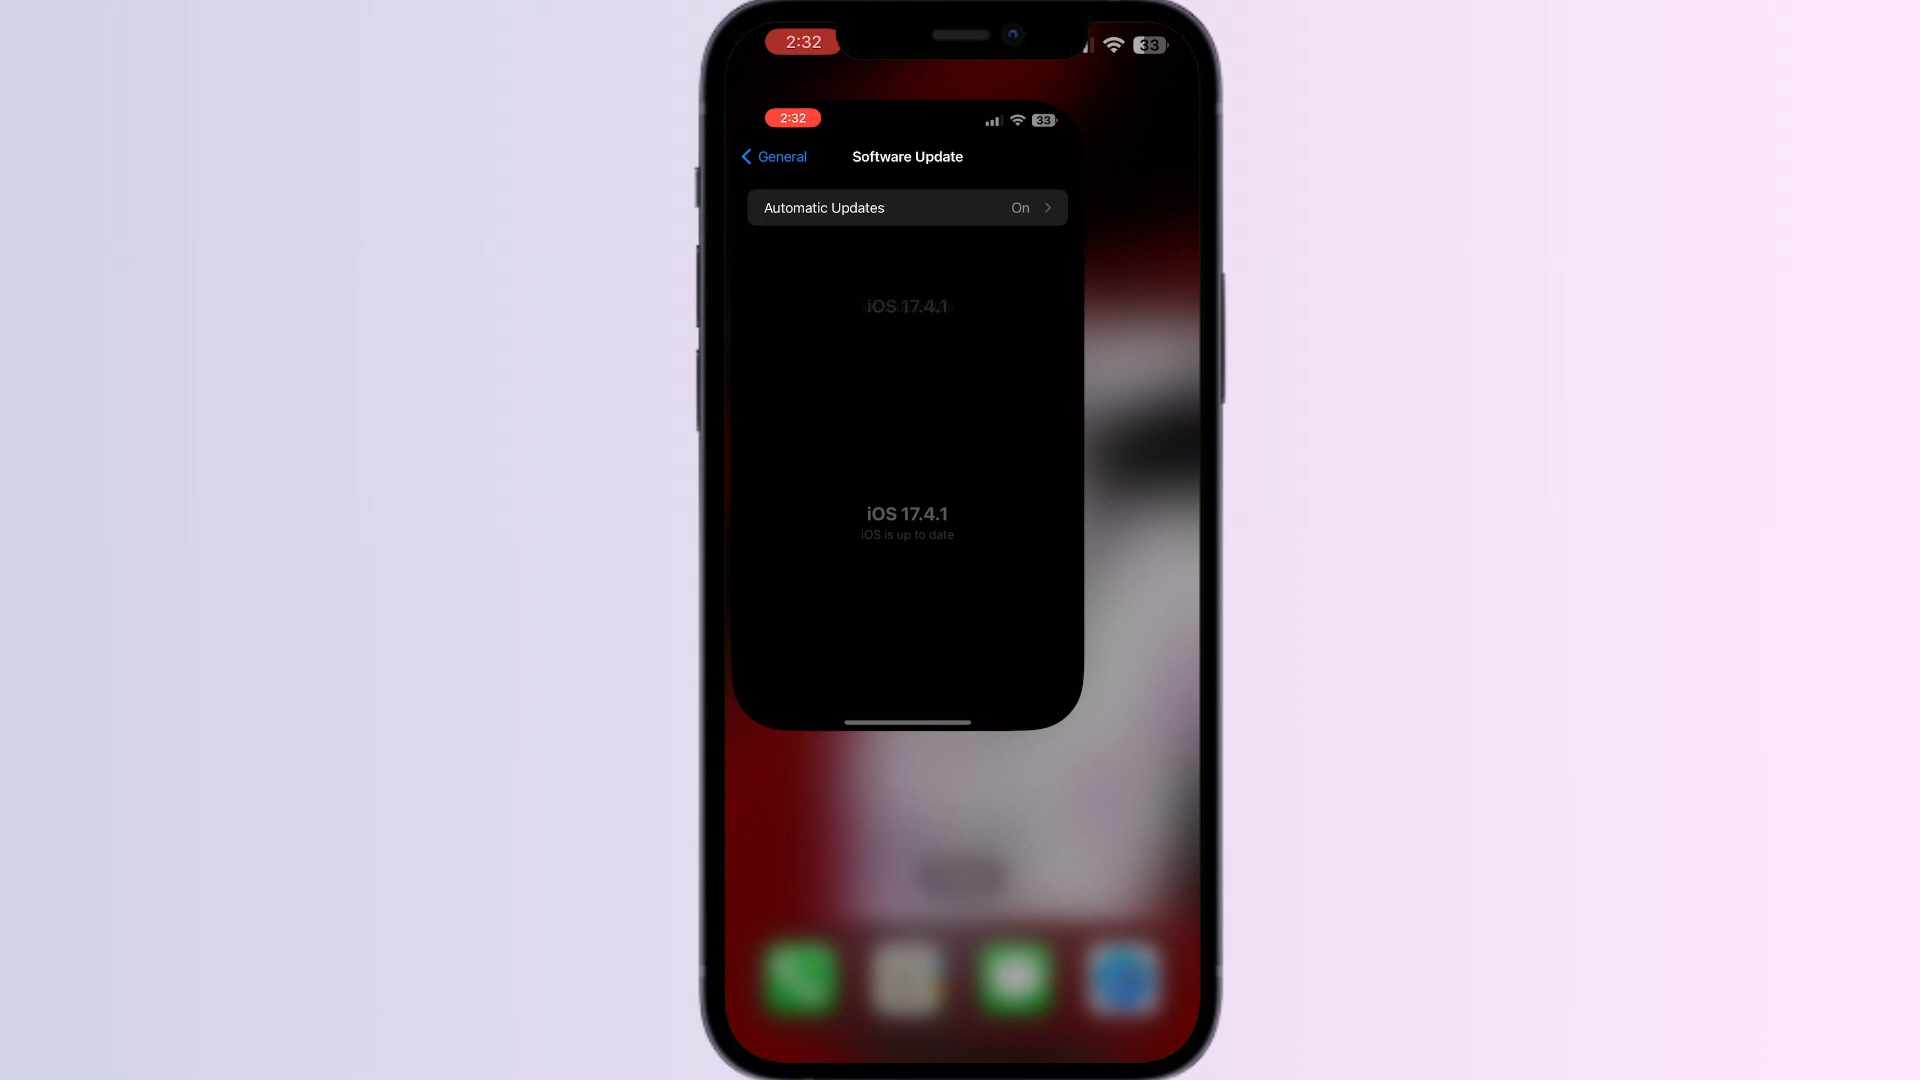 2:32
33
2:32
33
General
Software Update
Automatic Updates
On
iOS 17.4.1
iOS 17.4.1
iOS is up to date